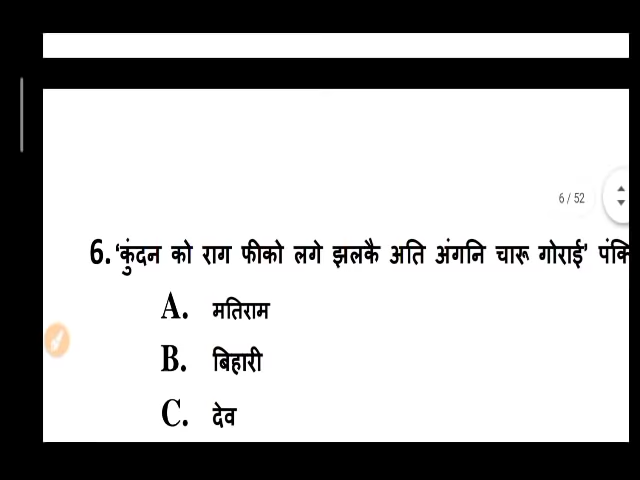 6 / 52
6. 'कुंदन को राग फीको लगे झलकै अति अंगनि चारू गोराई'
A. मतिराम
B. बिहारी
C. देव